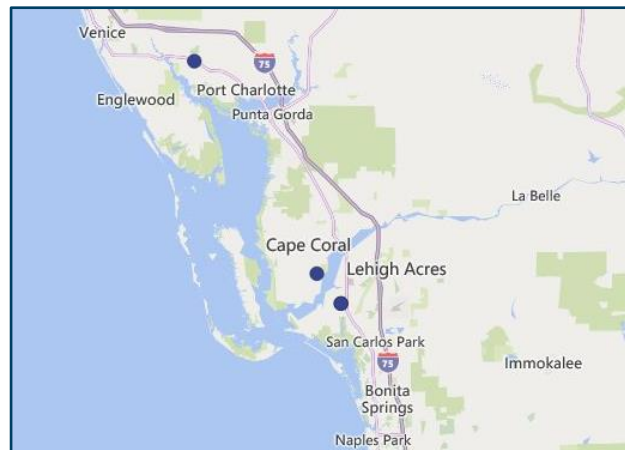 Venice
75
Port Charlotte
Englewood
Punta Gorda
La Belle
Cape Coral
Lehigh Acres
San Carlos Park
75
Immokalee
Bonita
Springs
Naples Park